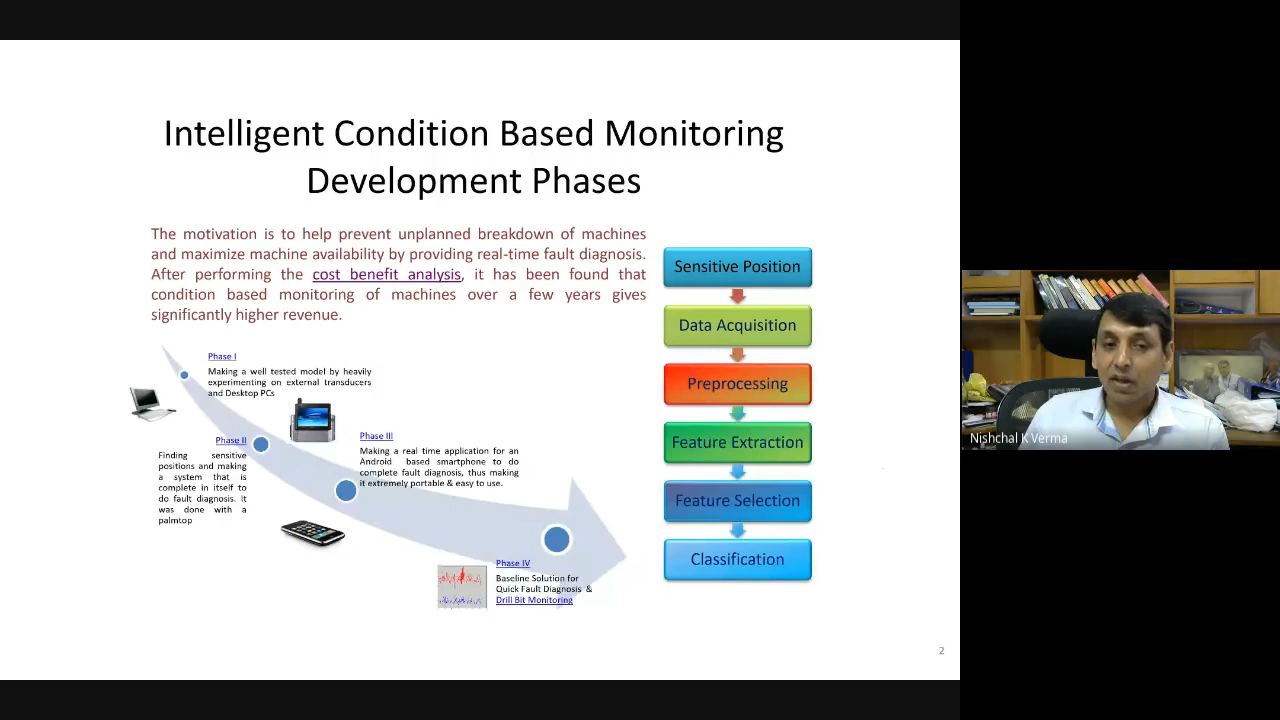 Intelligent Condition Based Monitoring
Development Phases
The motivation is to help prevent unplanned breakdown of machines
and maximize machine availability by providing real-time fault diagnosis.
After performing the cost benefit analysis, it has been found that
condition based monitoring of machines over a few years gives
significantly higher revenue.
Phase I
Making a well tested model by heavily
experimenting on external transducers
and Desktop PCs
Phase II
Finding sensitive
positions and making
a system that is
complete in itself to
do fault diagnosis. It
was done with a
palmtop
Phase III
Making a real time application for an
Android based smartphone to do
complete fault diagnosis, thus making
it extremely portable & easy to use.
Phase IV
Baseline Solution for
Quick Fault Diagnosis &
Drill Bit Monitoring
Sensitive Position
Data Acquisition
Preprocessing
Feature Extraction
Feature Selection
Classification
2
Nishchal K Verma